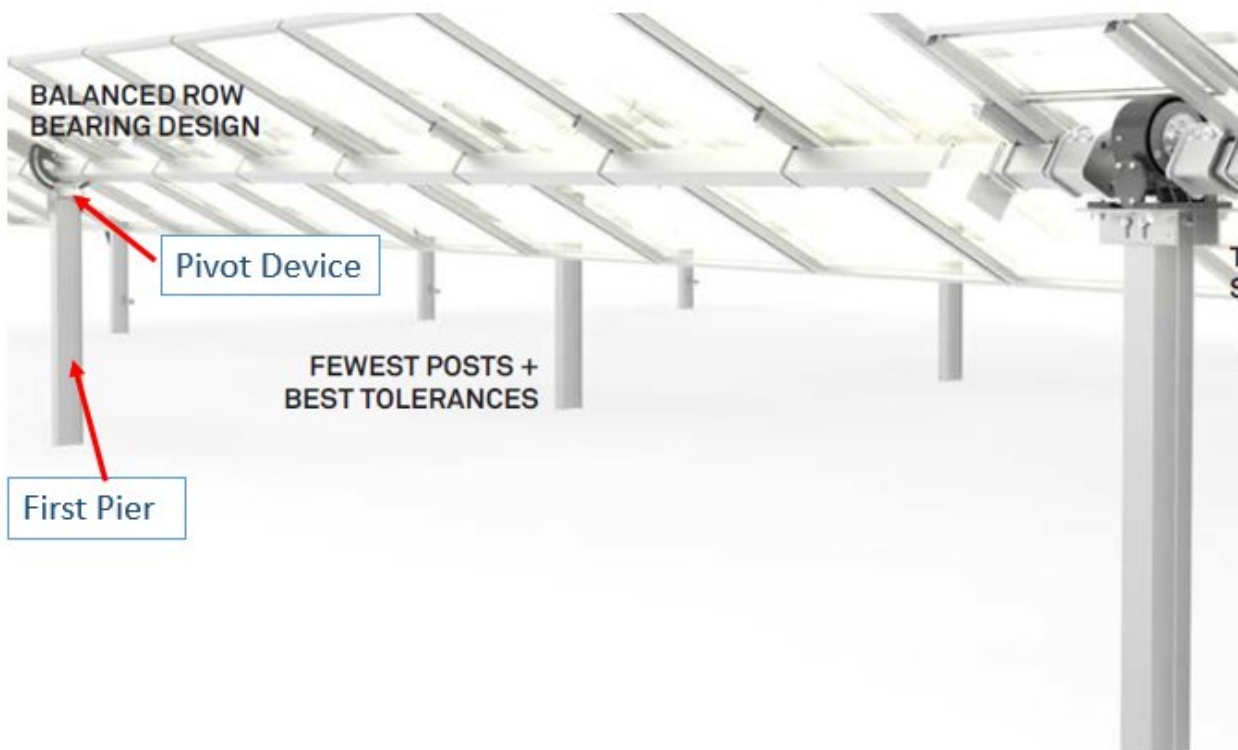 BALANCED ROW
BEARING DESIGN
Pivot Device
T
S
FEWEST POSTS +
BEST TOLERANCES
First Pier